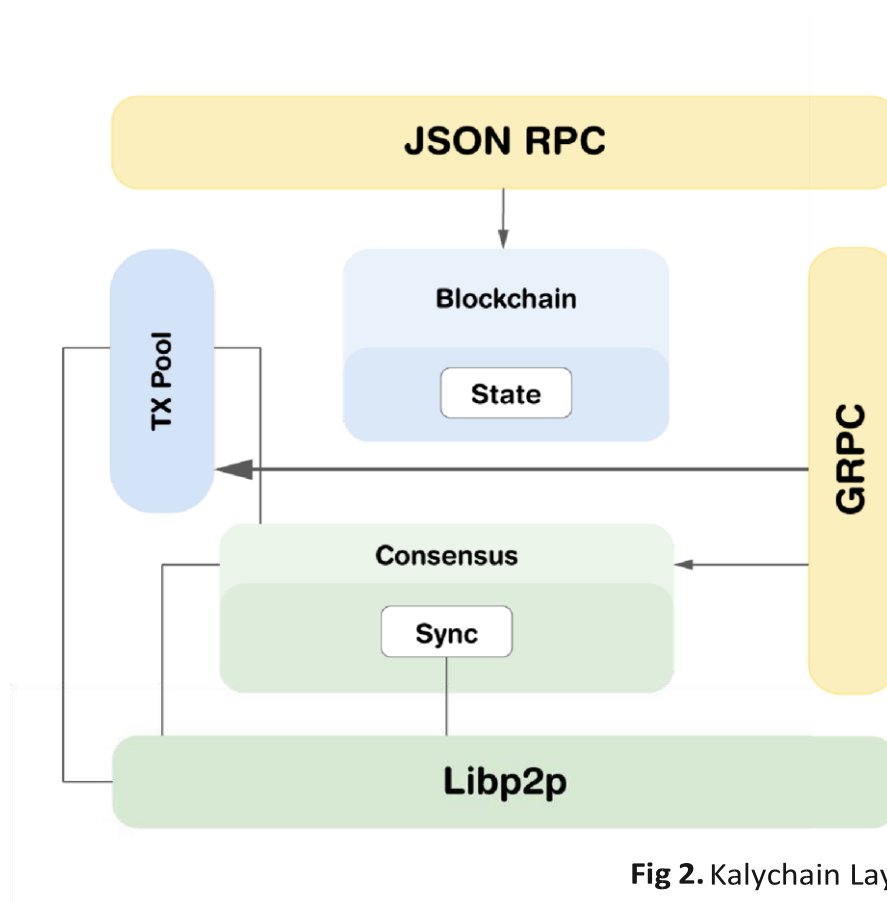 JSON RPC
Blockchain
TX Pool
State
GRPC
Consensus
Sync
Libp2p
Fig 2. Kalychain Lay